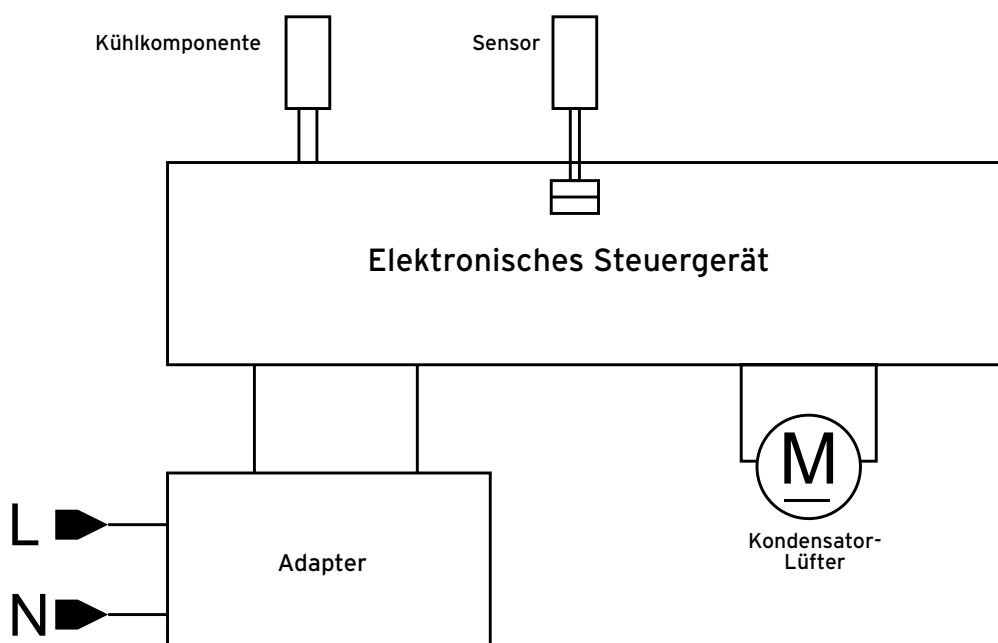 Kühlkomponente
Sensor
Elektronisches Steuergerät
M
Kondensator-
Lüfter
L
Adapter
N